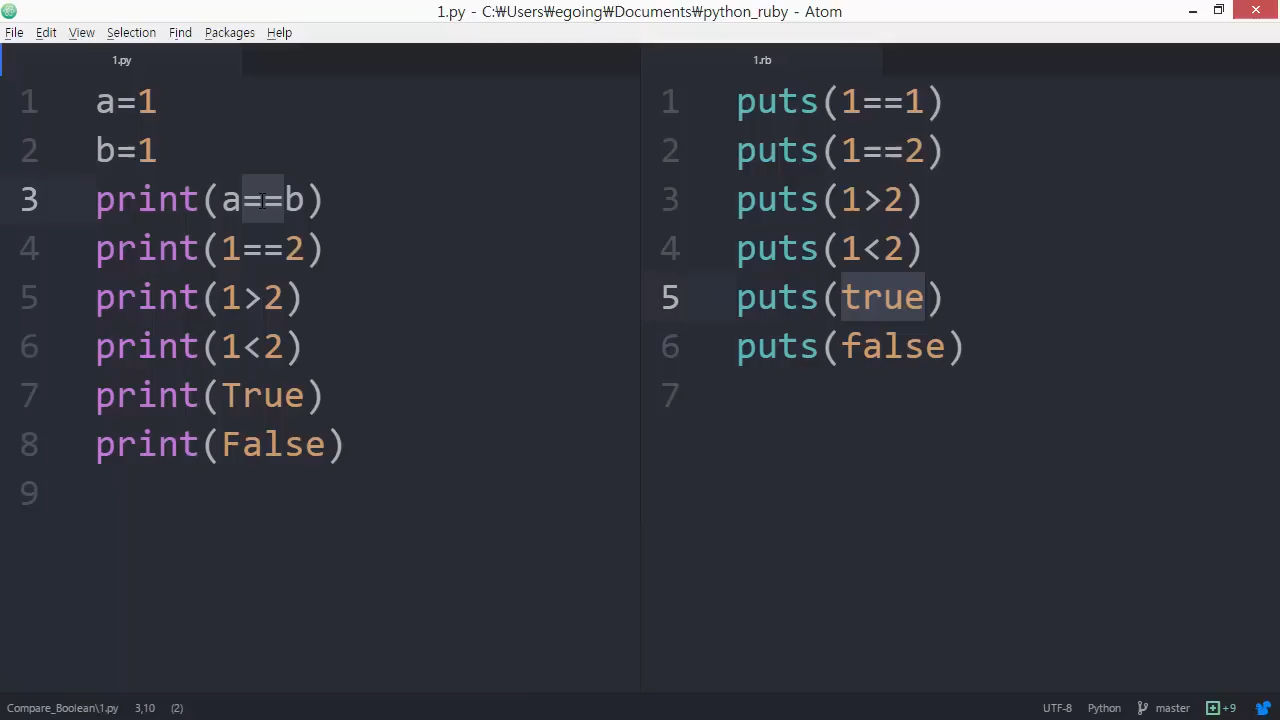 1.py - C:₩Users₩egoing₩Documents₩python_ruby - Atom
File Edit View Selection Find Packages Help
1.py
1 a=1
2 b=1
3 print(a==b)
4 print(1==2)
5 print(1>2)
6 print(1<2)
7 print(True)
8 print(False)
9
1.rb
1 puts(1==1)
2 puts(1==2)
3 puts(1>2)
4 puts(1<2)
5 puts(true)
6 puts(false)
7
Compare_Boolean\1.py 3,10 (2) UTF-8 Python master +9